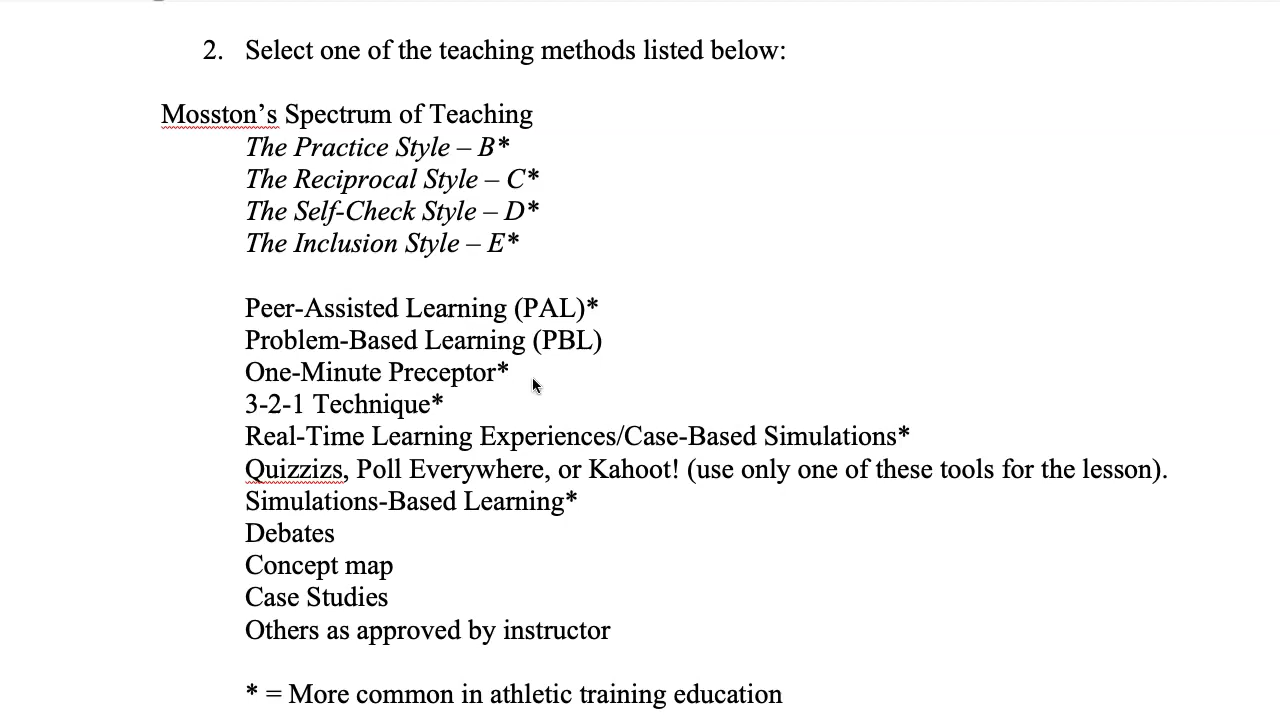 2. Select one of the teaching methods listed below:
Mosston’s Spectrum of Teaching
The Practice Style – B*
The Reciprocal Style – C*
The Self-Check Style – D*
The Inclusion Style – E*
Peer-Assisted Learning (PAL)*
Problem-Based Learning (PBL)
One-Minute Preceptor*
3-2-1 Technique*
Real-Time Learning Experiences/Case-Based Simulations*
Quizzizs, Poll Everywhere, or Kahoot! (use only one of these tools for the lesson).
Simulations-Based Learning*
Debates
Concept map
Case Studies
Others as approved by instructor
* = More common in athletic training education